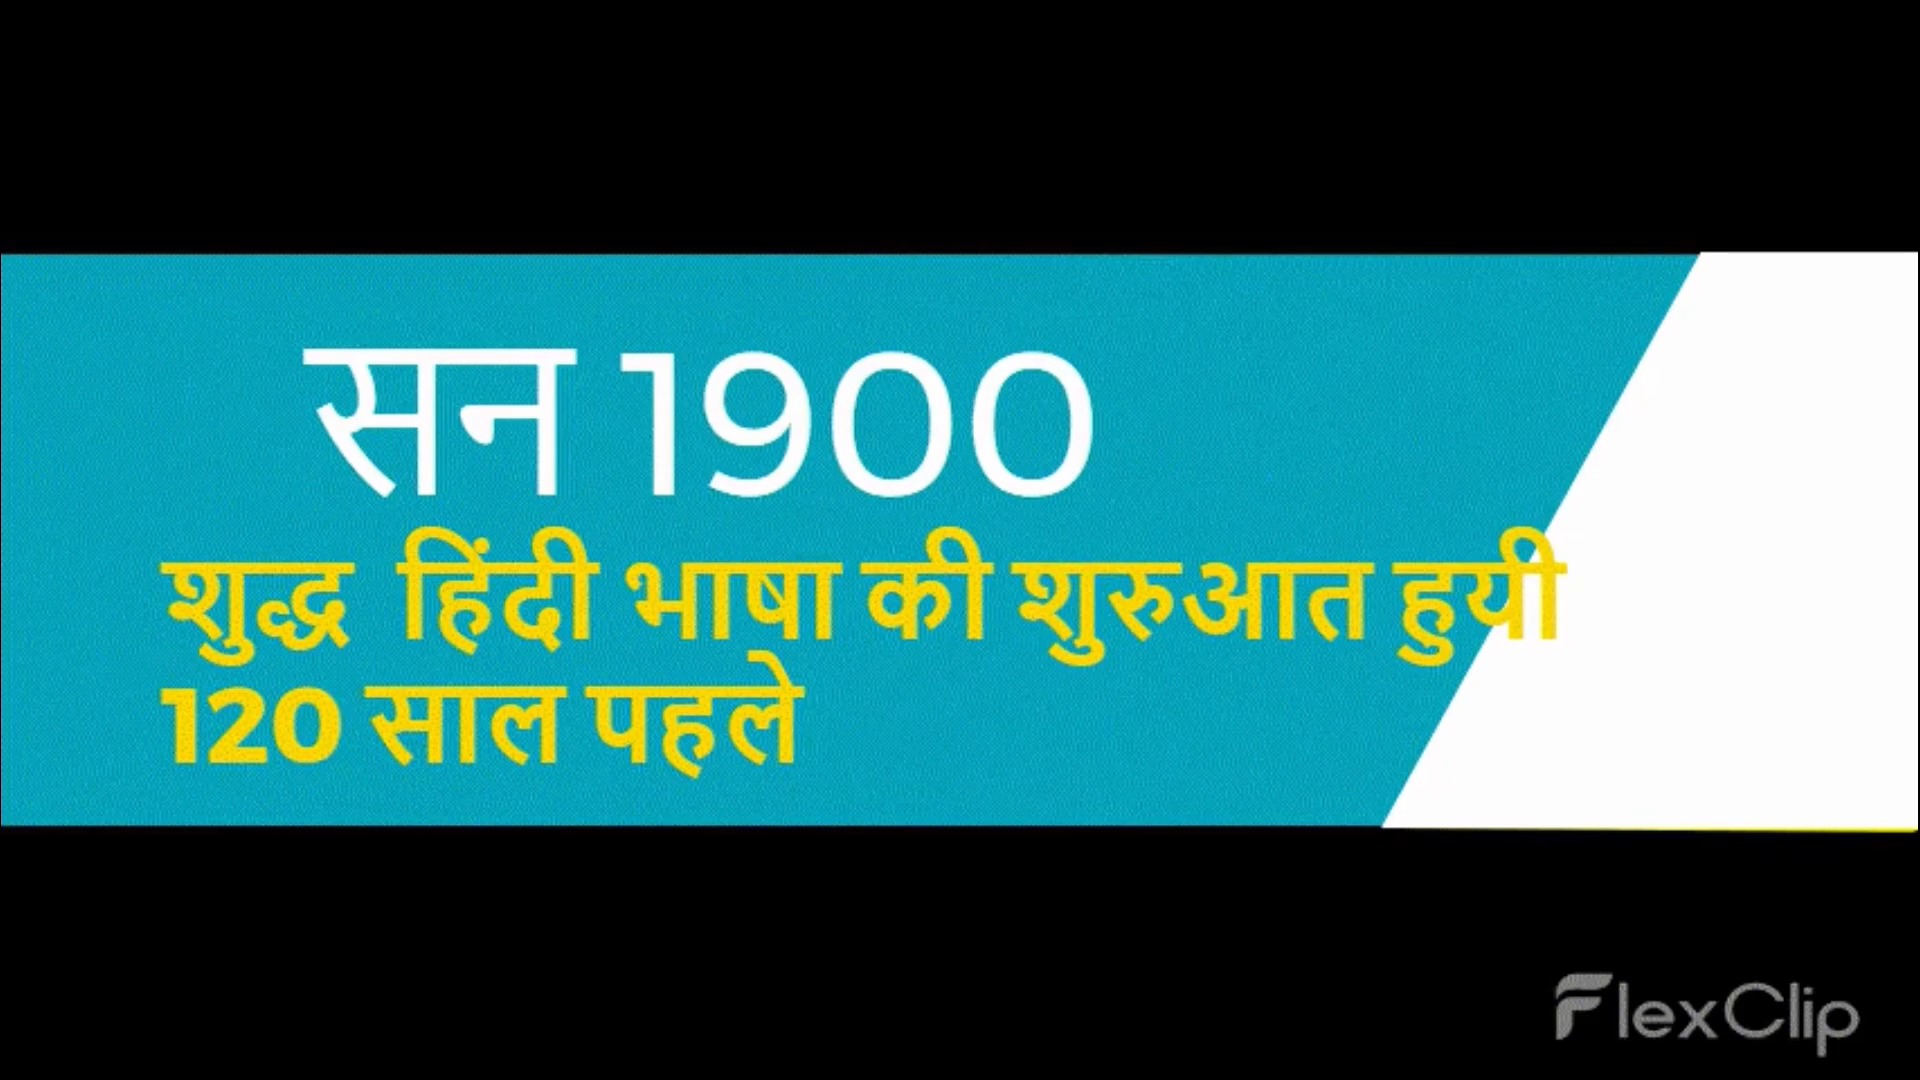 सन 1900
शुद्ध हिंदी भाषा की शुरुआत हुयी
120 साल पहले
FlexClip